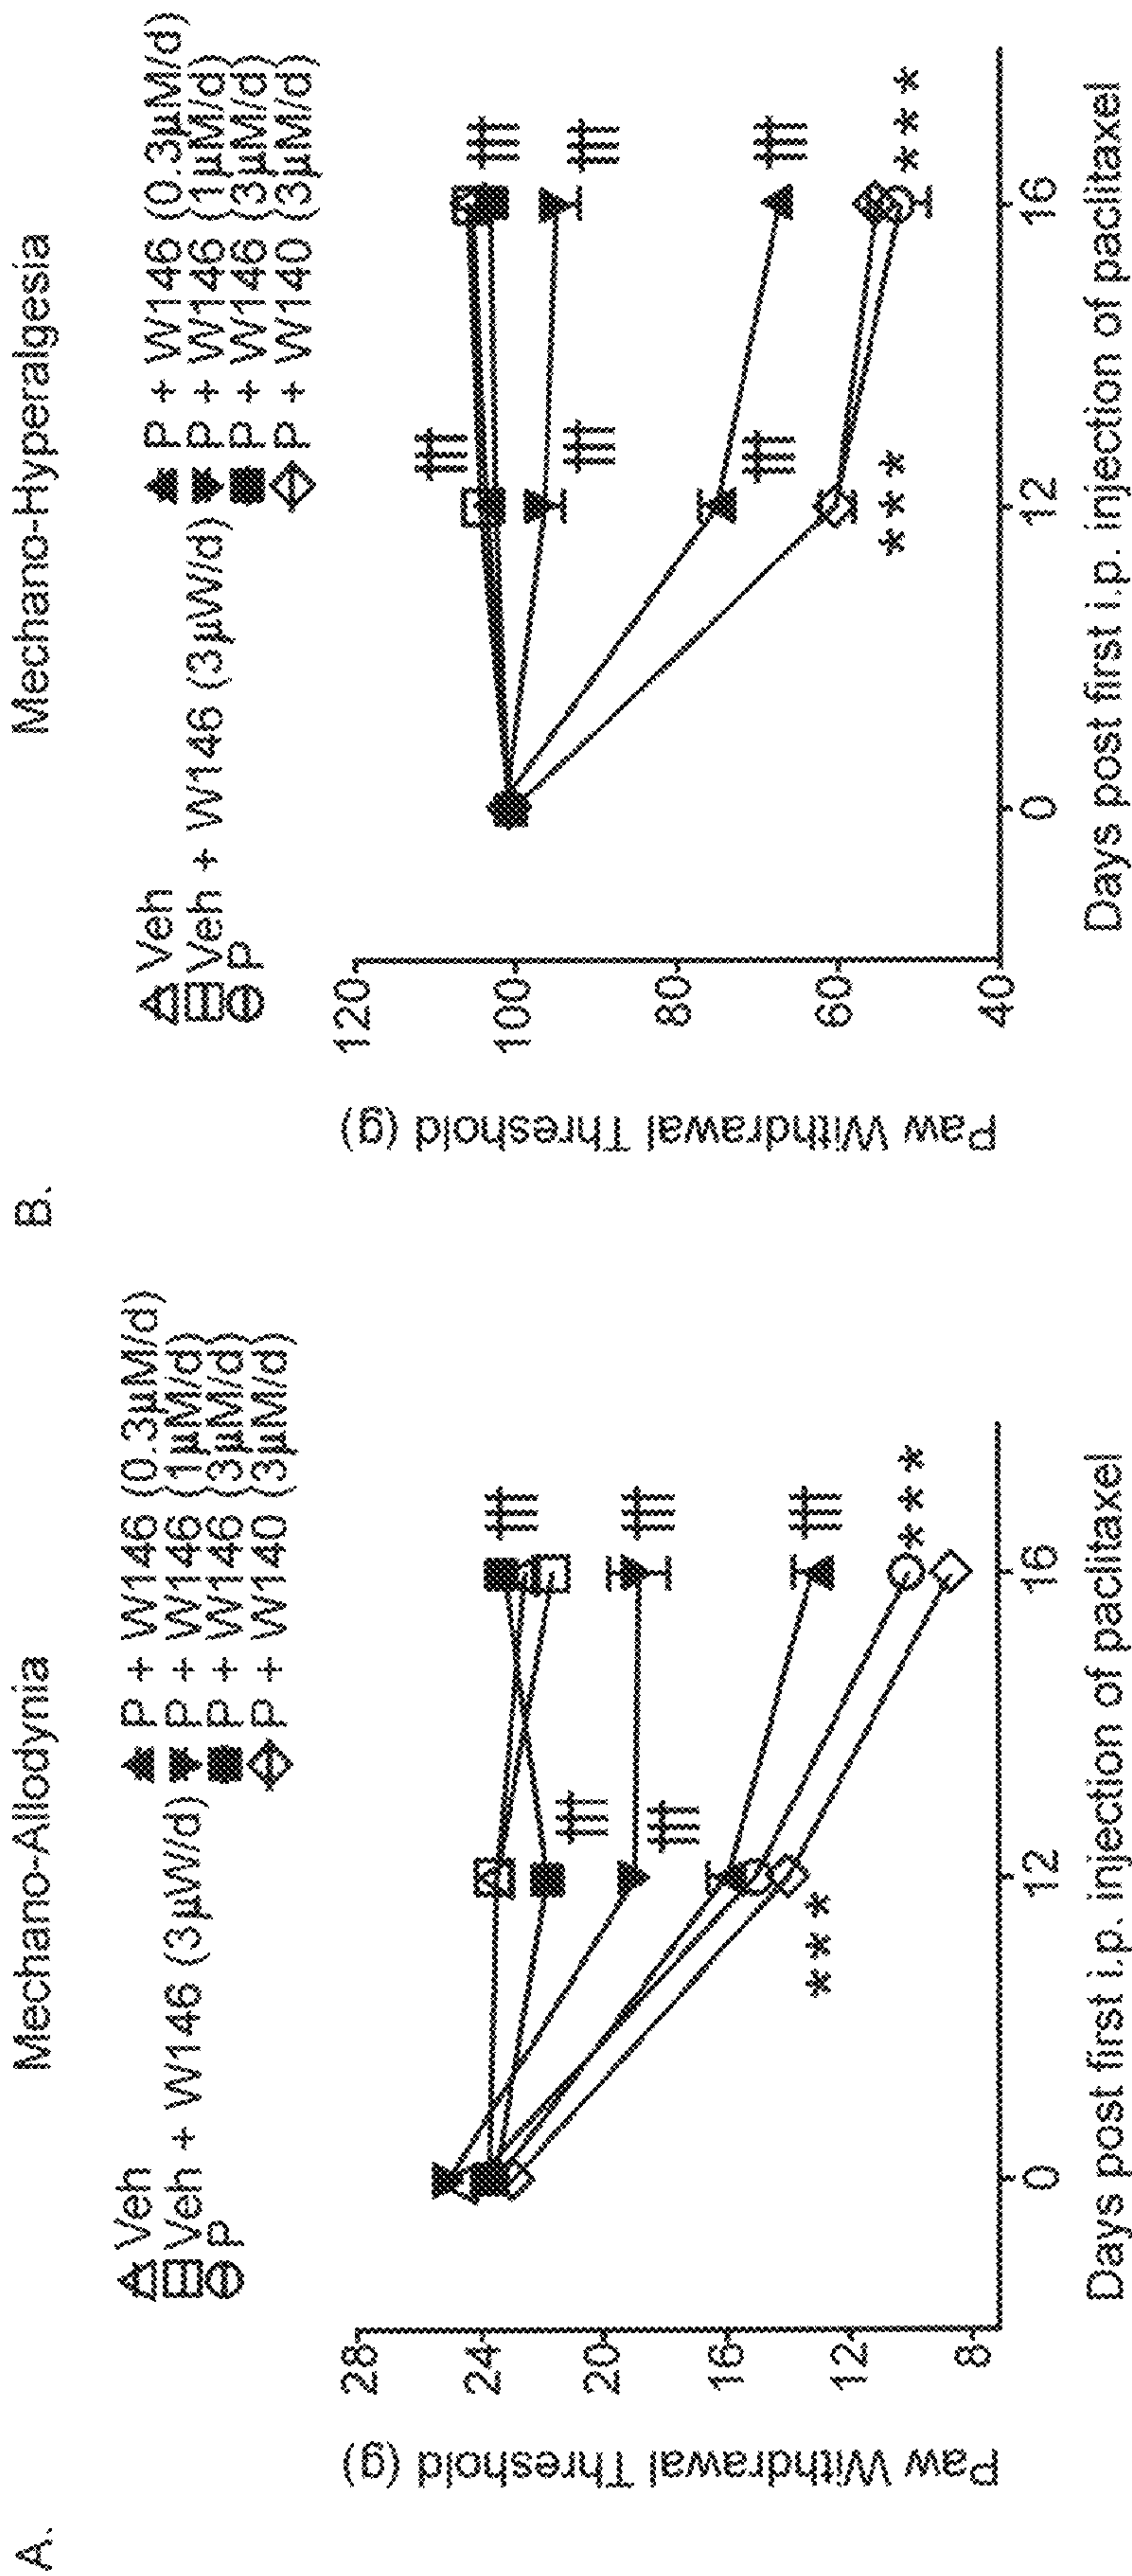 A.
Mechano-Allodynia
Veh
Veh + W146 (3µW/d)
P
P + W146 (0.3µM/d)
P + W146 (1µM/d)
P + W146 (3µM/d)
P + W140 (3µM/d)
Paw Withdrawal Threshold (g)
28
24
20
16
12
8
***
***
†††
†††
†††
†††
†††
0
12
16
Days post first i.p. injection of paclitaxel
B.
Mechano-Hyperalgesia
Veh
Veh + W146 (3µW/d)
P
P + W146 (0.3µM/d)
P + W146 (1µM/d)
P + W146 (3µM/d)
P + W140 (3µM/d)
Paw Withdrawal Threshold (g)
120
100
80
60
40
†††
†††
†††
***
†††
†††
†††
***
0
12
16
Days post first i.p. injection of paclitaxel